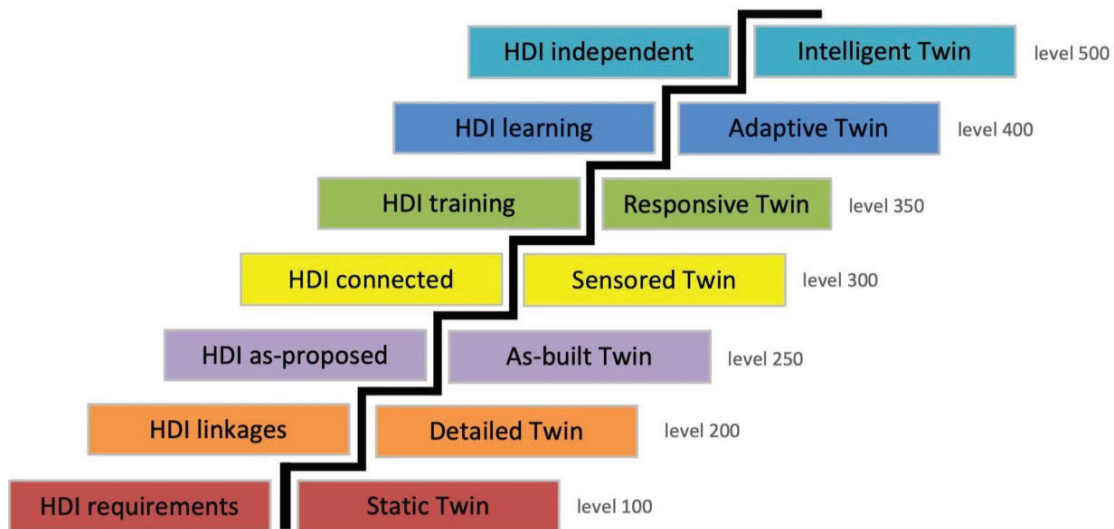 HDI independent Intelligent Twin level 500
HDI learning Adaptive Twin level 400
HDI training Responsive Twin level 350
HDI connected Sensored Twin level 300
HDI as-proposed As-built Twin level 250
HDI linkages Detailed Twin level 200
HDI requirements Static Twin level 100